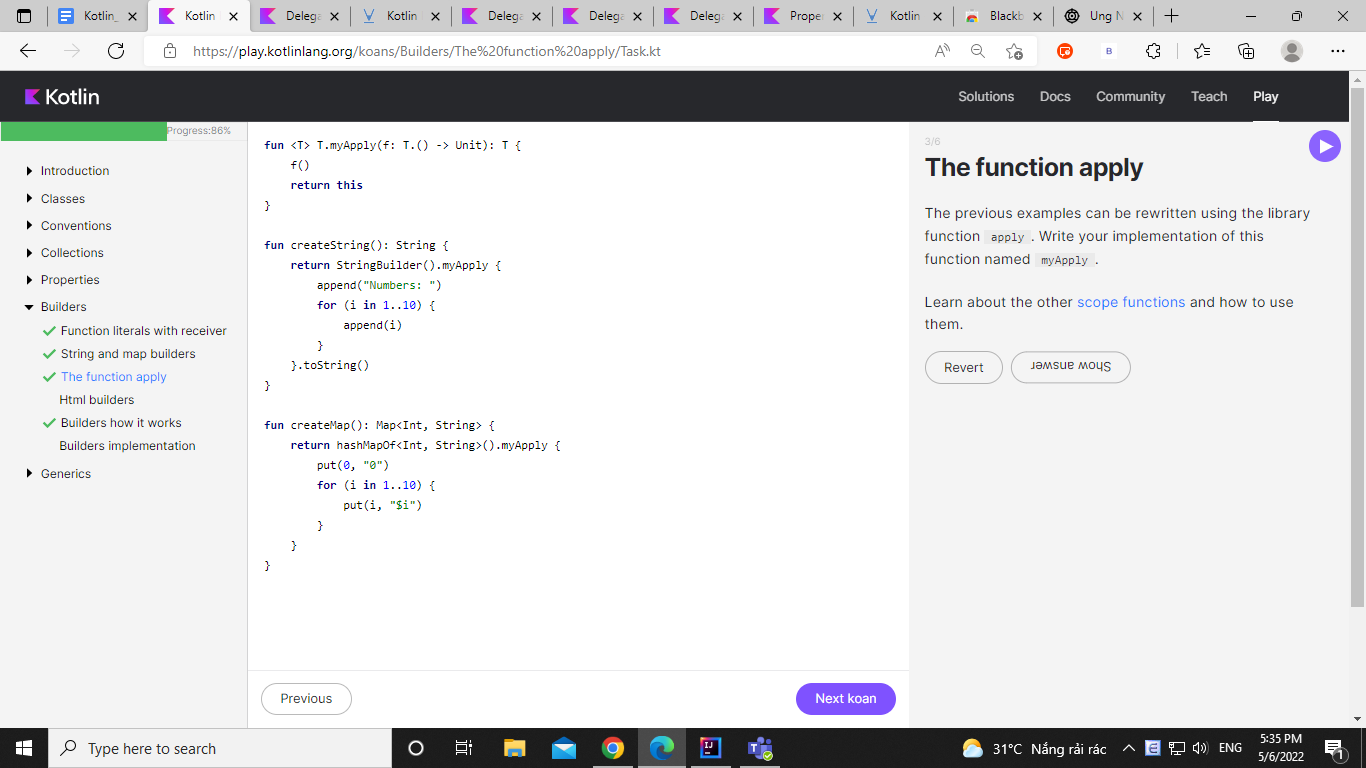 Kotlin_
Kotlin
Delega
Kotlin
Delega
Delega
Delega
Proper
Kotlin
Blackb
Ung N
https://play.kotlinlang.org/koans/Builders/The%20function%20apply/Task.kt
Kotlin
Solutions
Docs
Community
Teach
Play
Progress:86%
Introduction
Classes
Conventions
Collections
Properties
Builders
Function literals with receiver
String and map builders
The function apply
Html builders
Builders how it works
Builders implementation
Generics
fun <T> T.myApply(f: T.() -> Unit): T {
f()
return this
}
fun createString(): String {
return StringBuilder().myApply {
append("Numbers: ")
for (i in 1..10) {
append(i)
}
}.toString()
}
fun createMap(): Map<Int, String> {
return hashMapOf<Int, String>().myApply {
put(0, "0")
for (i in 1..10) {
put(i, "$i")
}
}
}
Previous
Next koan
3/6
The function apply
The previous examples can be rewritten using the library
function apply . Write your implementation of this
function named myApply .
Learn about the other scope functions and how to use
them.
Revert
Show answer
Type here to search
31°C Nắng rải rác
ENG
5:35 PM
5/6/2022
1